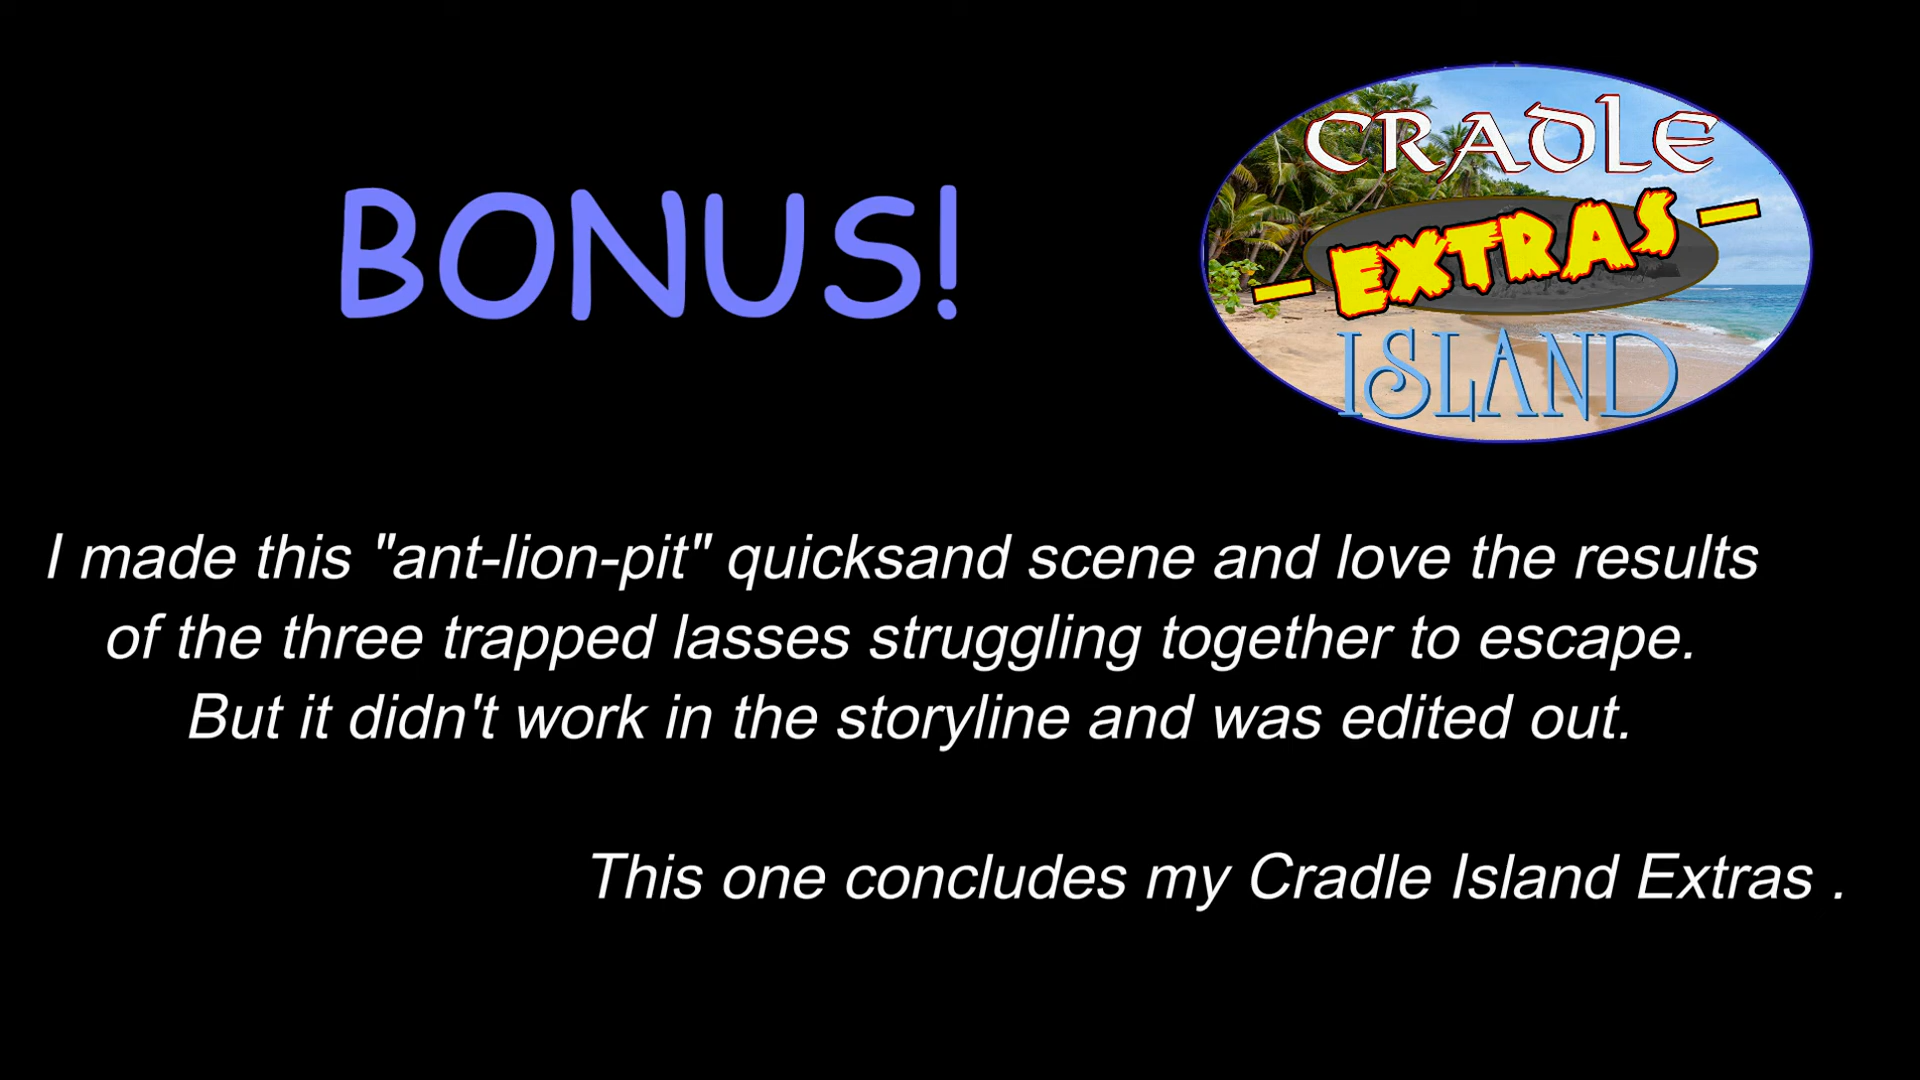 BONUS!
CRADLE
- EXTRAS -
ISLAND
I made this "ant-lion-pit" quicksand scene and love the results
of the three trapped lasses struggling together to escape.
But it didn't work in the storyline and was edited out.
This one concludes my Cradle Island Extras .